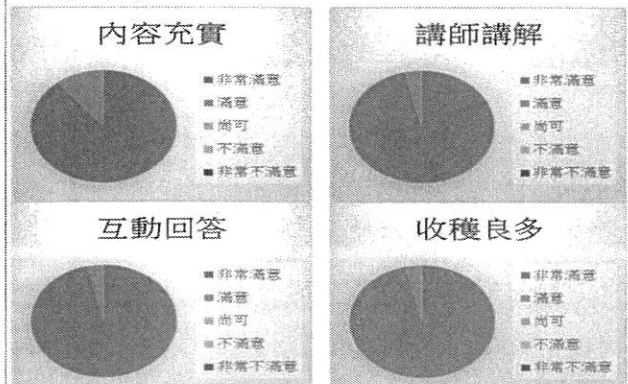 內容充實
非常滿意
滿意
尚可
不滿意
非常不滿意
講師講解
非常滿意
滿意
尚可
不滿意
非常不滿意
互動回答
非常滿意
滿意
尚可
不滿意
非常不滿意
收穫良多
非常滿意
滿意
尚可
不滿意
非常不滿意